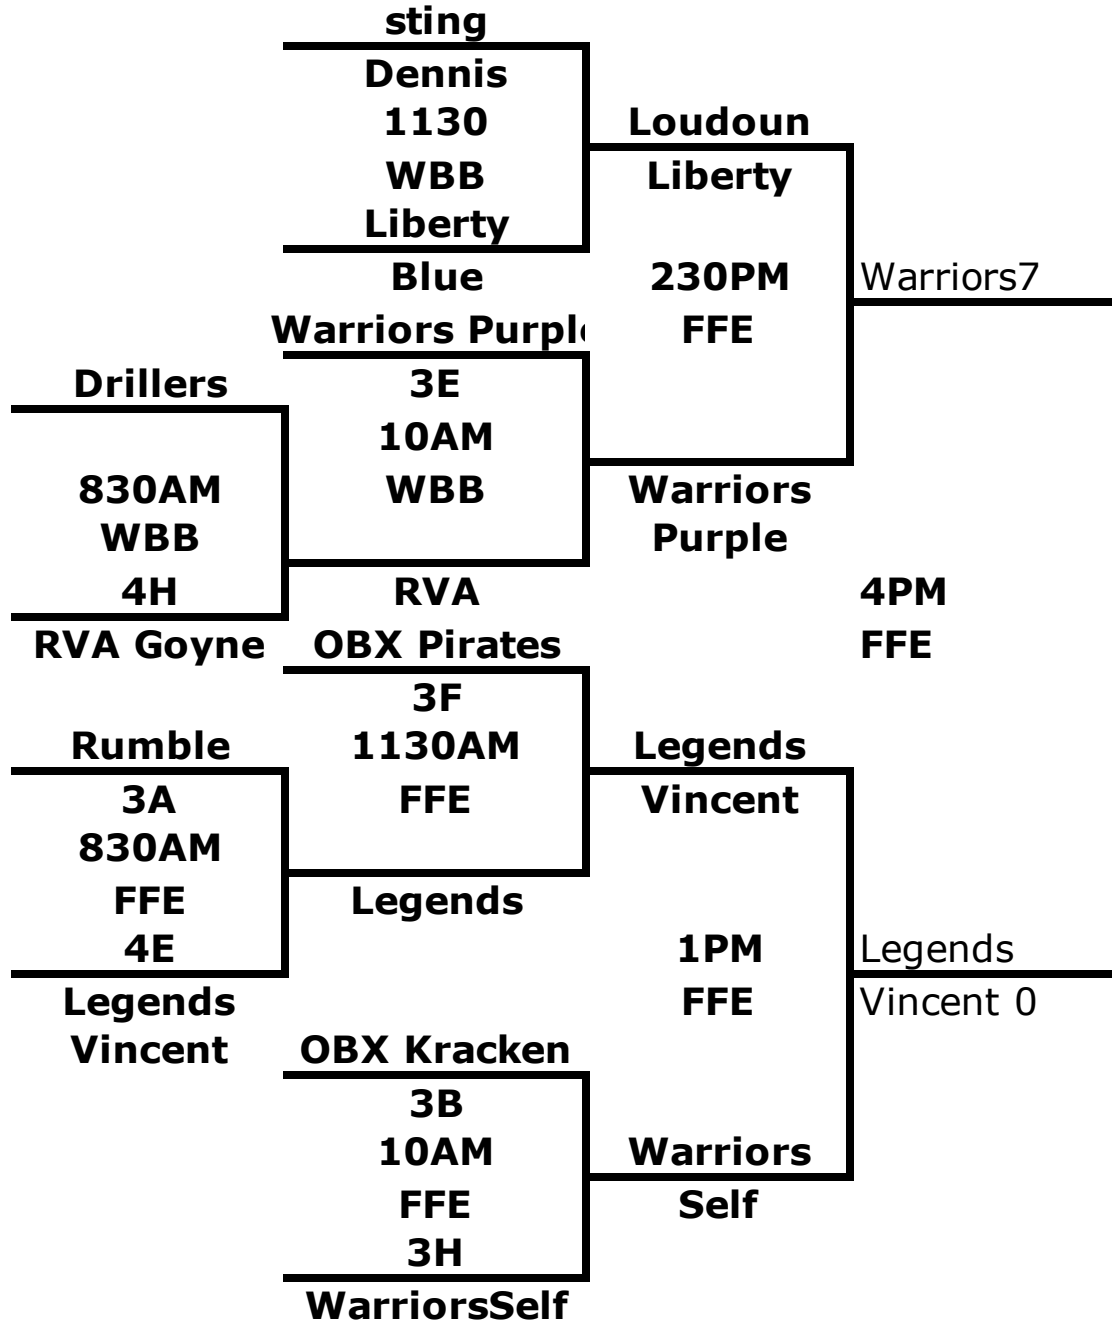 sting
Dennis
1130
WBB
Liberty
Blue
Loudoun
Liberty
230PM
FFE
Warriors7
Warriors Purpl
3E
10AM
WBB
Drillers
830AM
WBB
4H
RVA Goyne
RVA
Warriors
Purple
4PM
FFE
OBX Pirates
3F
1130AM
FFE
Rumble
3A
830AM
FFE
4E
Legends
Vincent
Legends
Legends
Vincent
1PM
FFE
Legends
Vincent 0
OBX Kracken
3B
10AM
FFE
3H
WarriorsSelf
Warriors
Self